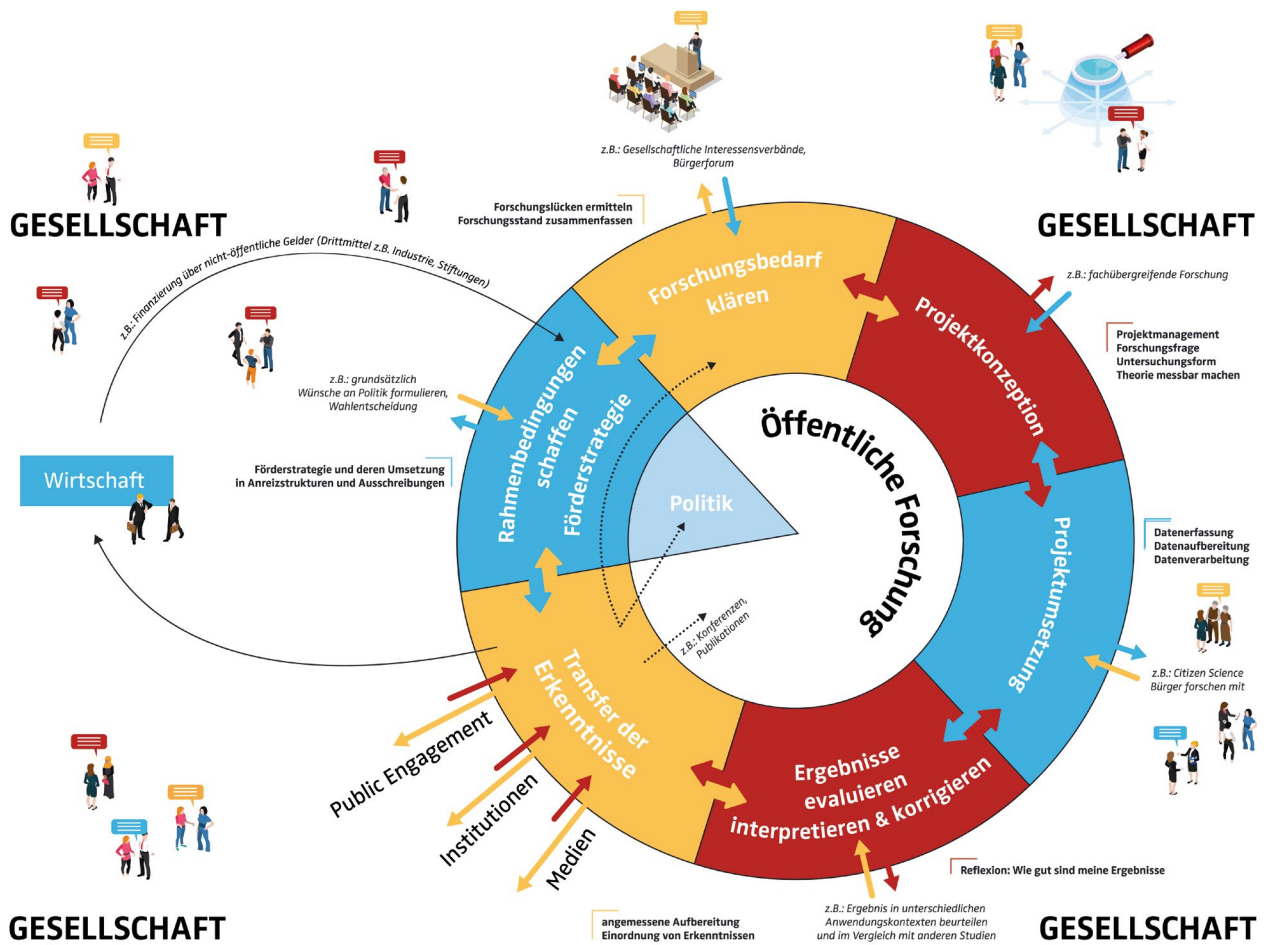 z.B.: Gesellschaftliche Interessensverbände,
Bürgerforum
GESELLSCHAFT
GESELLSCHAFT
Forschungslücken ermitteln
Forschungsstand zusammenfassen
z.B.: Finanzierung über nicht-öffentliche Gelder (Drittmittel z.B. Industrie, Stiftungen)
z.B.: fachübergreifende Forschung
Forschungsbedarf
klären
Projektkonzeption
Projektmanagement
Forschungsfrage
Untersuchungsform
Theorie messbar machen
z.B.: grundsätzlich
Wünsche an Politik formulieren,
Wahlentscheidung
Rahmenbedingungen
schaffen
Förderstrategie
Öffentliche Forschung
Förderstrategie und deren Umsetzung
in Anreizstrukturen und Ausschreibungen
Wirtschaft
Politik
Projektumsetzung
Datenerfassung
Datenaufbereitung
Datenverarbeitung
z.B.: Konferenzen,
Publikationen
z.B.: Citizen Science
Bürger forschen mit
Transfer der
Erkenntnisse
Public Engagement
Institutionen
Medien
Ergebnisse
evaluieren
interpretieren & korrigieren
Reflexion: Wie gut sind meine Ergebnisse
angemessene Aufbereitung
Einordnung von Erkenntnissen
z.B.: Ergebnis in unterschiedlichen
Anwendungskontexten beurteilen
und im Vergleich mit anderen Studien
GESELLSCHAFT
GESELLSCHAFT